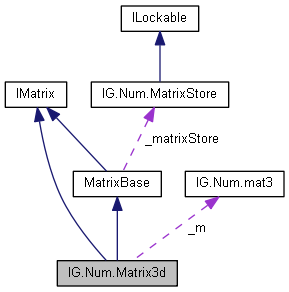 ILockable
IMatrix
IG.Num.MatrixStore
_matrixStore
MatrixBase
IG.Num.mat3
_m
IG.Num.Matrix3d